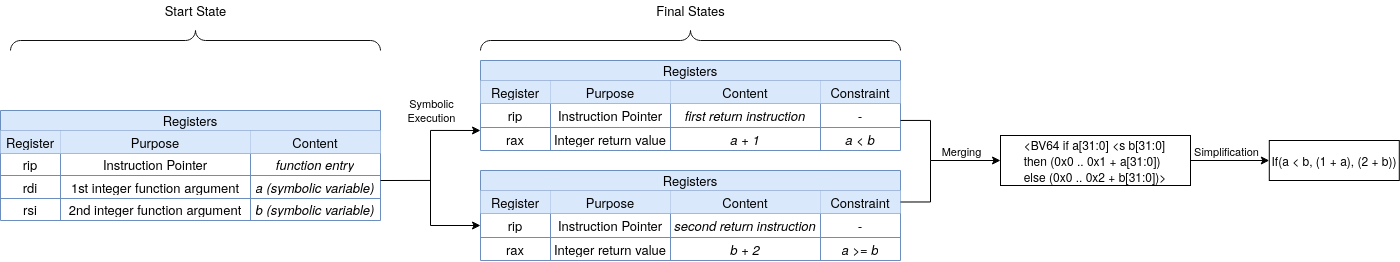 Start State
Final States
Registers
Register Purpose Content
rip Instruction Pointer function entry
rdi 1st integer function argument a (symbolic variable)
rsi 2nd integer function argument b (symbolic variable)
Symbolic
Execution
Registers
Register Purpose Content Constraint
rip Instruction Pointer first return instruction -
rax Integer return value a + 1 a < b
Registers
Register Purpose Content Constraint
rip Instruction Pointer second return instruction -
rax Integer return value b + 2 a >= b
Merging
<BV64 if a[31:0] <s b[31:0]
then (0x0 .. 0x1 + a[31:0])
else (0x0 .. 0x2 + b[31:0])>
Simplification
If(a < b, (1 + a), (2 + b))